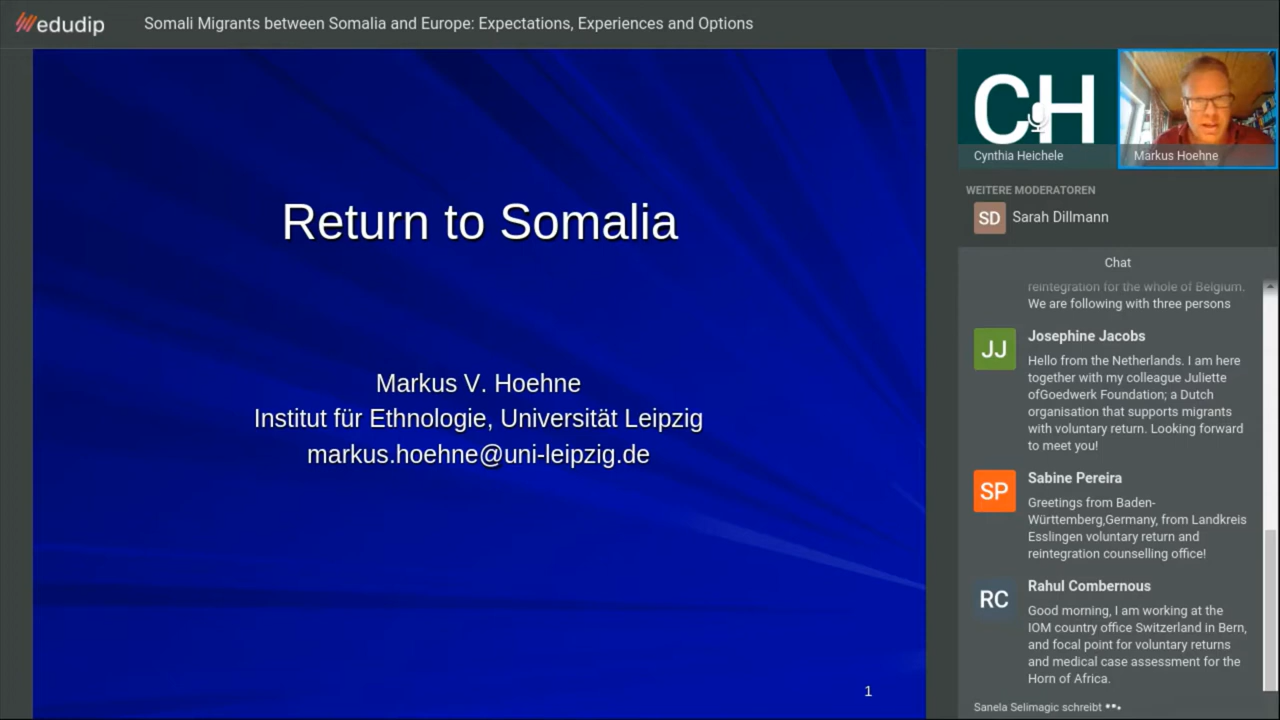 edudip
Somali Migrants between Somalia and Europe: Expectations, Experiences and Options
Return to Somalia
Markus V. Hoehne
Institut für Ethnologie, Universität Leipzig
markus.hoehne@uni-leipzig.de
1
CH
Cynthia Heichele
Markus Hoehne
WEITERE MODERATOREN
SD
Sarah Dillmann
Chat
reintegration for the whole of Belgium.
We are following with three persons
JJ
Josephine Jacobs
Hello from the Netherlands. I am here
together with my colleague Juliette
ofGoedwerk Foundation; a Dutch
organisation that supports migrants
with voluntary return. Looking forward
to meet you!
SP
Sabine Pereira
Greetings from Baden-
Württemberg,Germany, from Landkreis
Esslingen voluntary return and
reintegration counselling office!
RC
Rahul Combernous
Good morning, I am working at the
IOM country office Switzerland in Bern,
and focal point for voluntary returns
and medical case assessment for the
Horn of Africa.
Sanela Selimagic schreibt